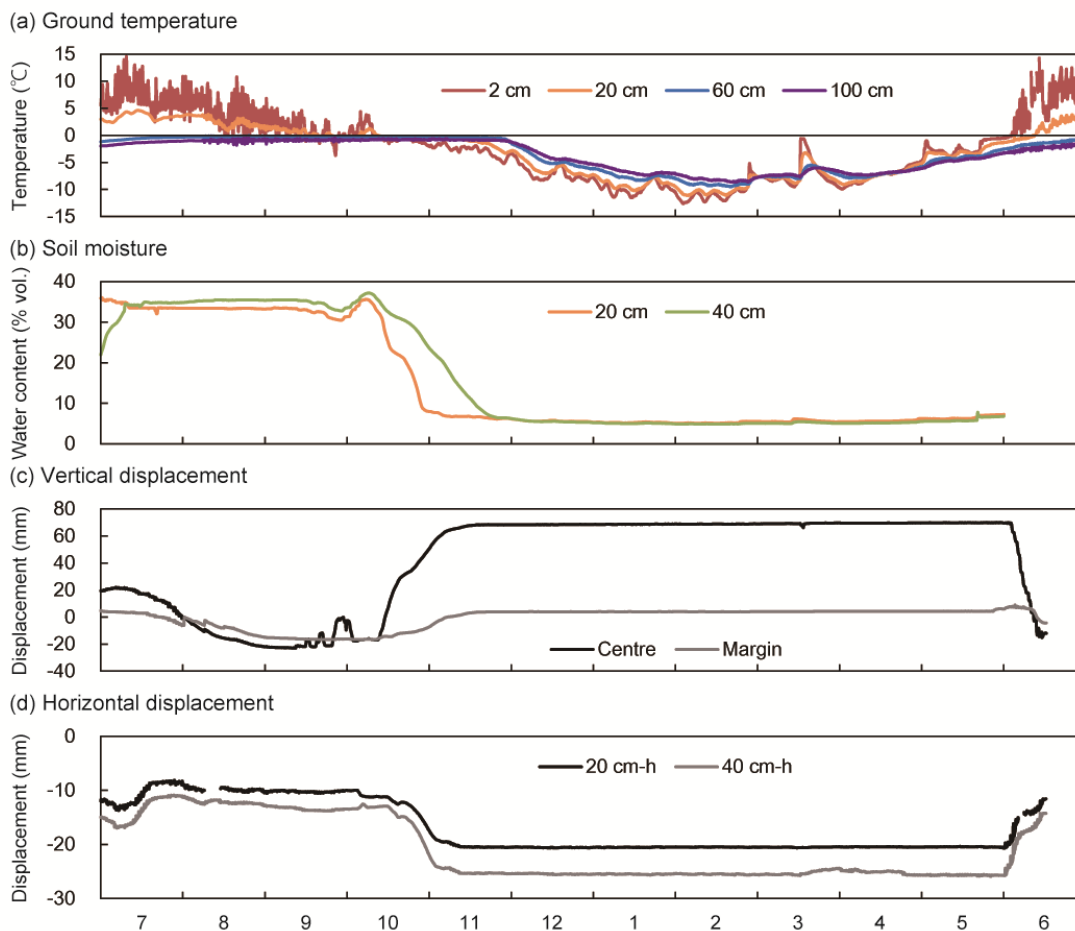 (a) Ground temperature
Temperature (℃)
15
10
5
0
-5
-10
-15
2 cm
20 cm
60 cm
100 cm
(b) Soil moisture
Water content (% vol.)
40
30
20
10
0
20 cm
40 cm
(c) Vertical displacement
Displacement (mm)
80
60
40
20
0
-20
-40
Centre
Margin
(d) Horizontal displacement
Displacement (mm)
0
-10
-20
-30
20 cm-h
40 cm-h
7 8 9 10 11 12 1 2 3 4 5 6